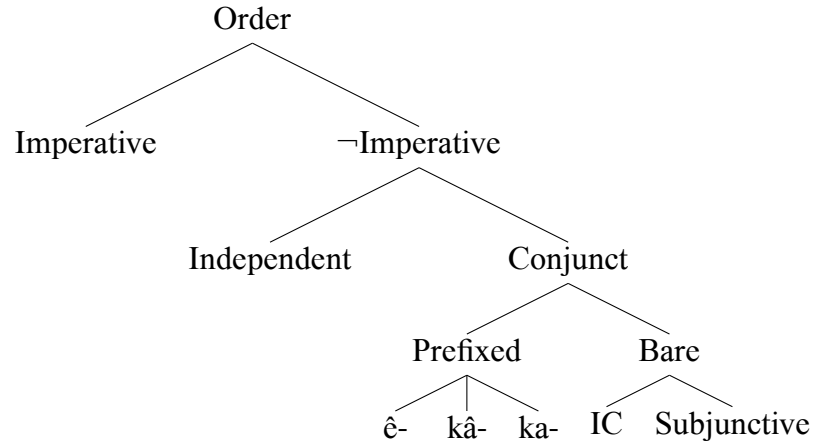 Order
Imperative ¬Imperative
Independent Conjunct
Prefixed Bare
ê- kâ- ka- IC Subjunctive